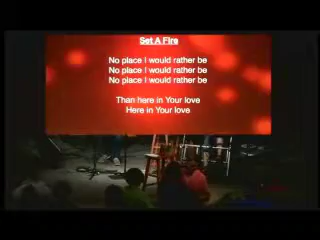 Set A Fire
No place I would rather be
No place I would rather be
No place I would rather be
Than here in Your love
Here in Your love